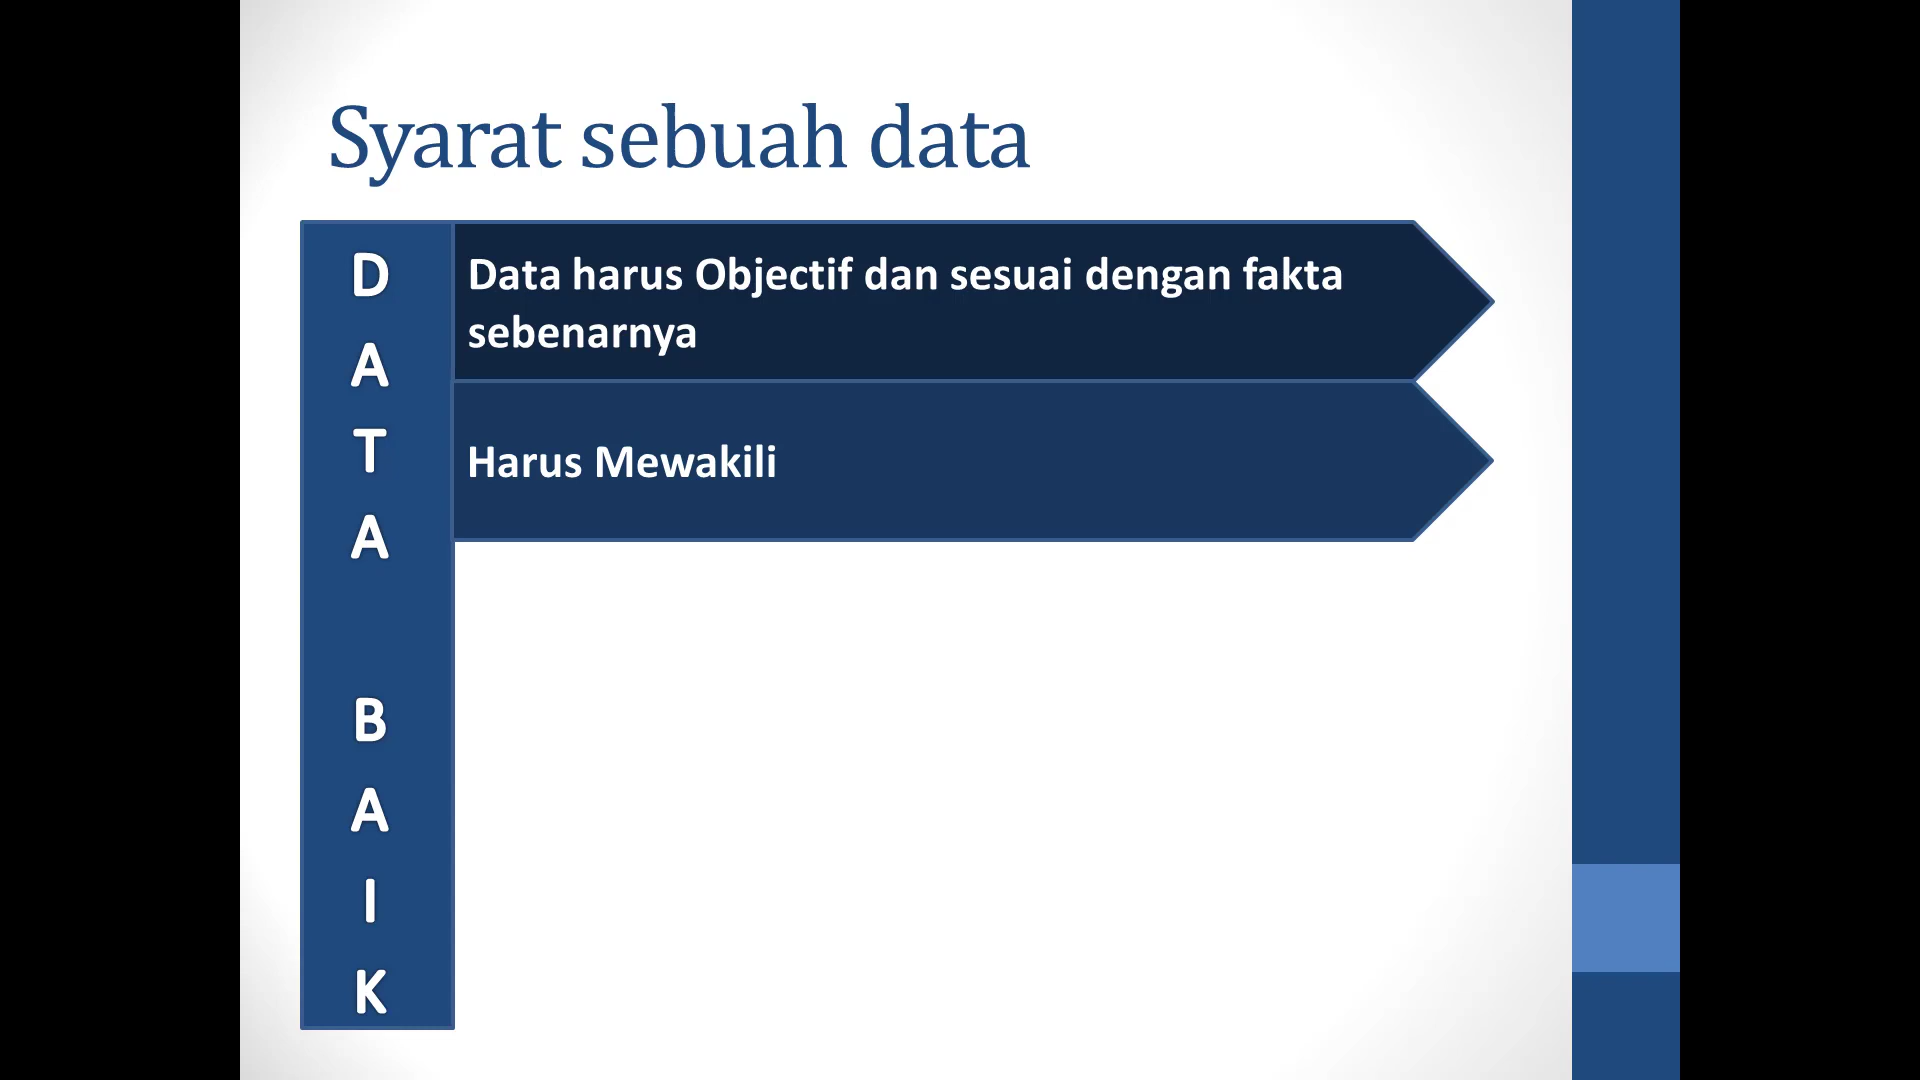 Syarat sebuah data
D
A
T
A
B
A
I
K
Data harus Objectif dan sesuai dengan fakta
sebenarnya
Harus Mewakili